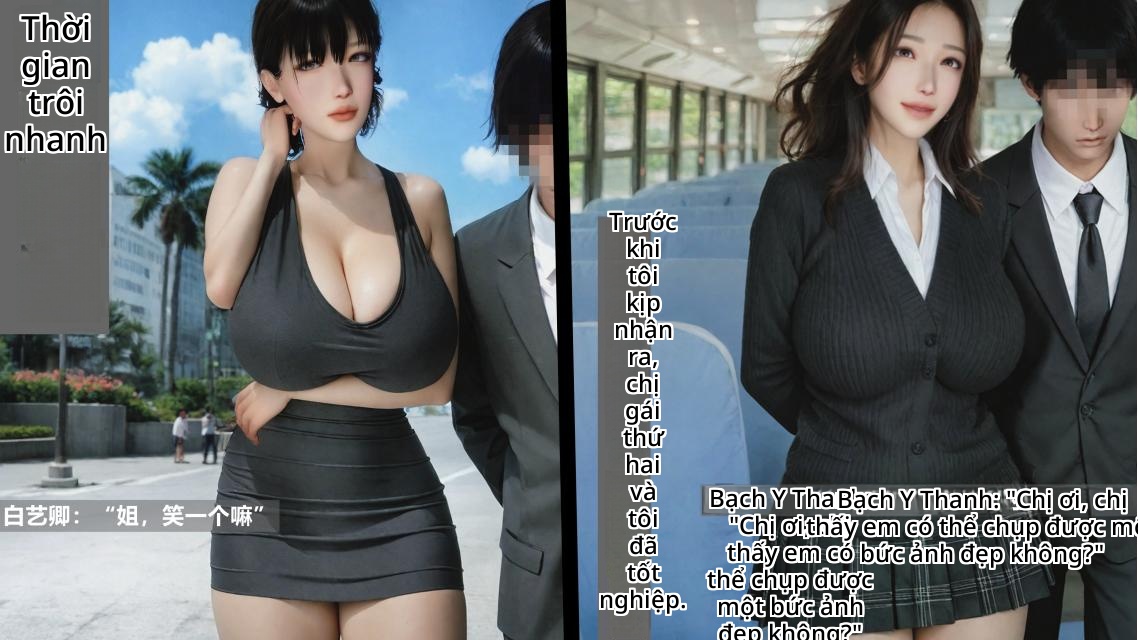 Thời
gian
trôi
nhanh
白艺卿：“姐，笑一个嘛”
Trước
khi
tôi
kịp
nhận
ra,
chị
gái
thứ
hai
và
tôi
đã
tốt
nghiệp.
Bạch Y Tha
"Chị ơi,
thấy em có
thể chụp được
một bức ảnh
đẹp không?"
Bạch Y Thanh: "Chị ơi, chị
thấy em có thể chụp được
bức ảnh đẹp không?"